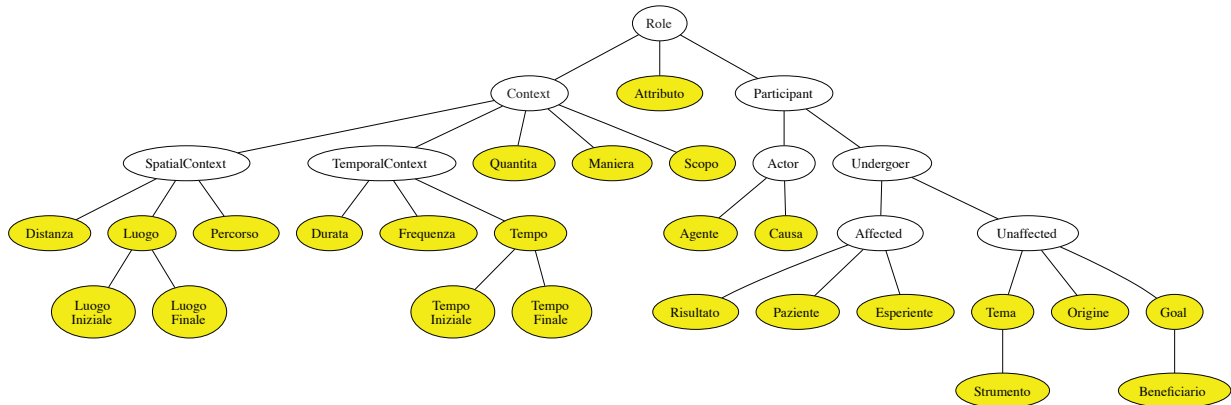 Role
Context
Attributo
Participant
SpatialContext
TemporalContext
Quantita
Maniera
Scopo
Actor
Undergoer
Distanza
Luogo
Percorso
Durata
Frequenza
Tempo
Agente
Causa
Affected
Unaffected
Luogo
Iniziale
Luogo
Finale
Tempo
Iniziale
Tempo
Finale
Risultato
Paziente
Esperiente
Tema
Origine
Goal
Strumento
Beneficiario